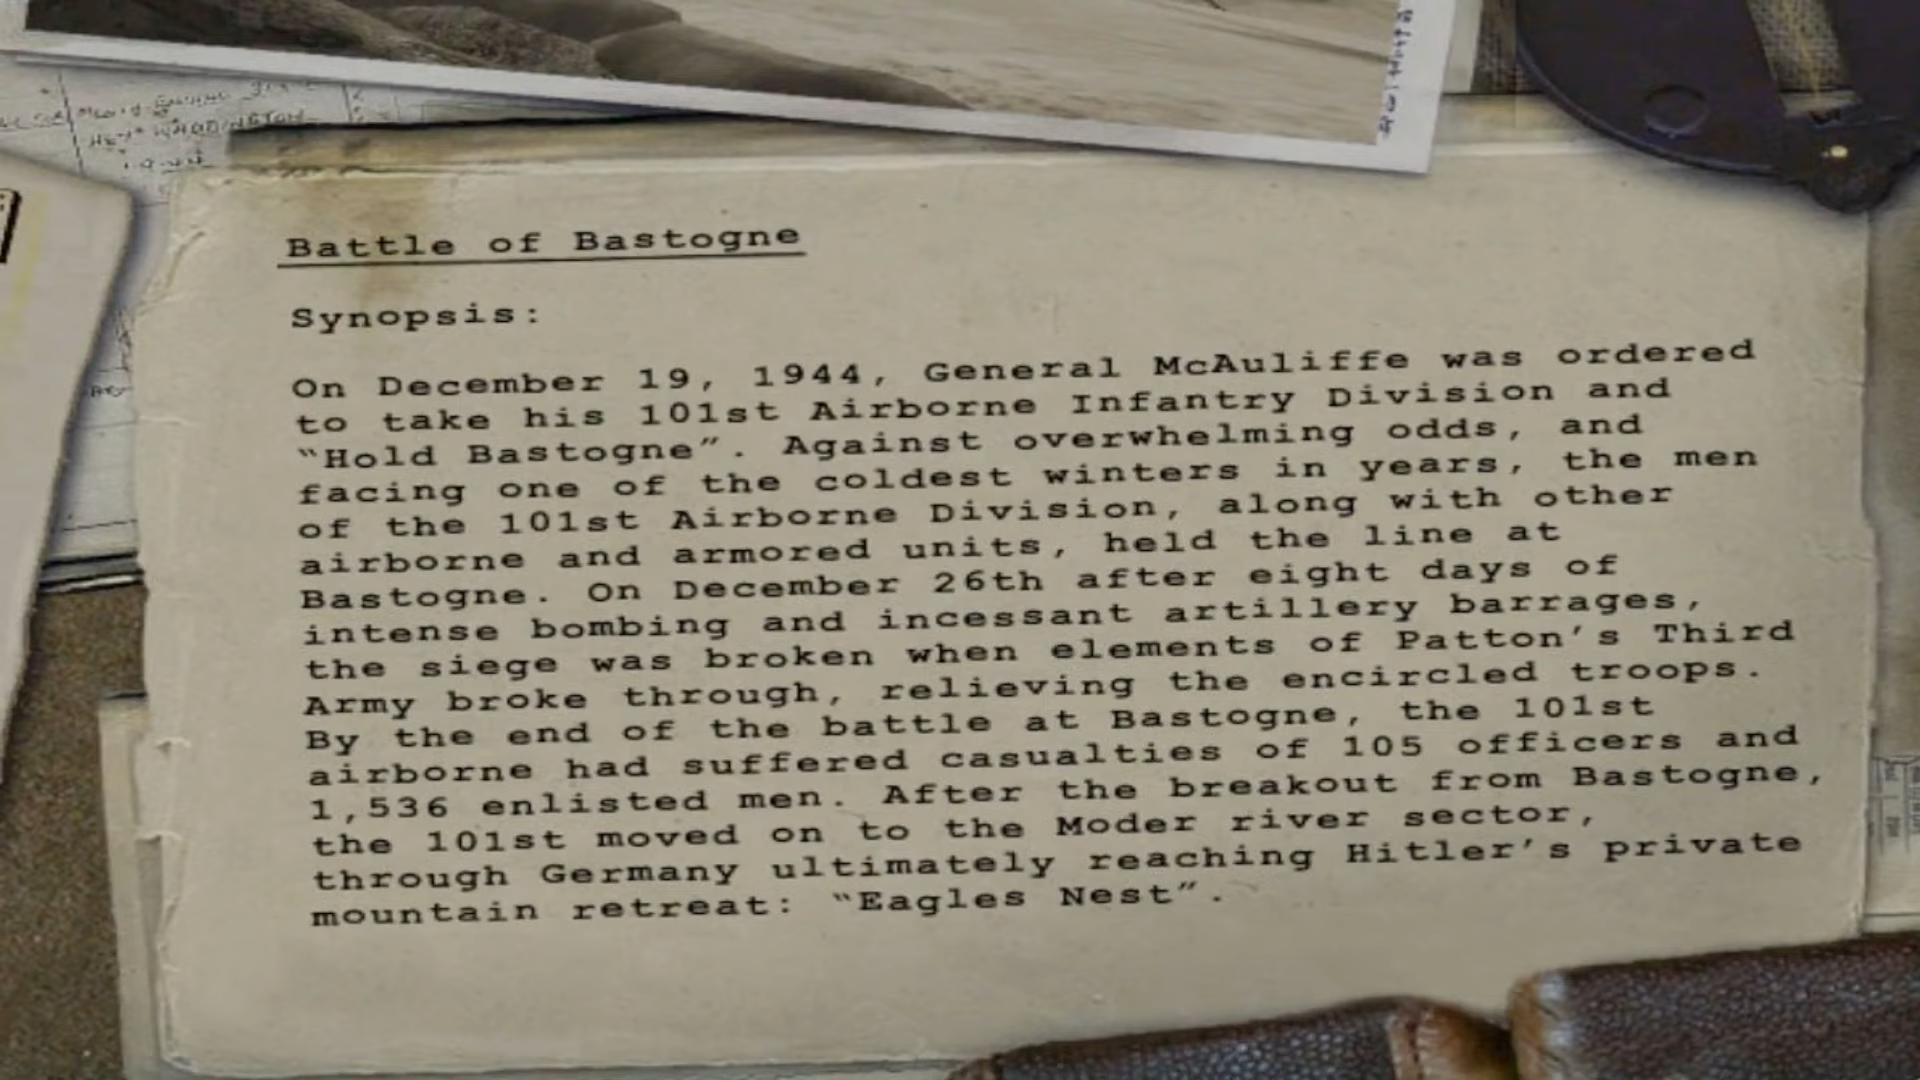 Battle of Bastogne
Synopsis:
On December 19, 1944, General McAuliffe was ordered
to take his 101st Airborne Infantry Division and
“Hold Bastogne”. Against overwhelming odds, and
facing one of the coldest winters in years, the men
of the 101st Airborne Division, along with other
airborne and armored units, held the line at
Bastogne. On December 26th after eight days of
intense bombing and incessant artillery barrages,
the siege was broken when elements of Patton’s Third
Army broke through, relieving the encircled troops.
By the end of the battle at Bastogne, the 101st
airborne had suffered casualties of 105 officers and
1,536 enlisted men. After the breakout from Bastogne,
the 101st moved on to the Moder river sector,
through Germany ultimately reaching Hitler’s private
mountain retreat: “Eagles Nest”.